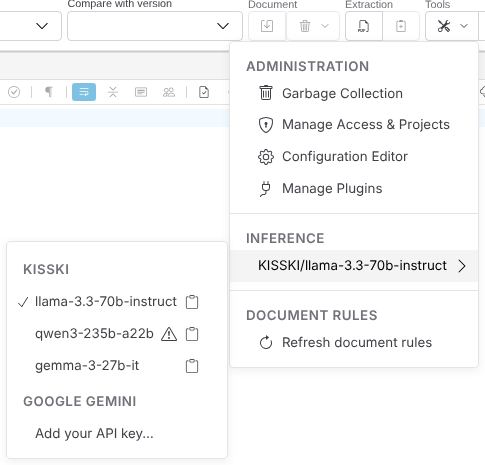 Compare with version
Document
Extraction
Tools
ADMINISTRATION
Garbage Collection
Manage Access & Projects
Configuration Editor
Manage Plugins
INFERENCE
KISSKI/llama-3.3-70b-instruct
DOCUMENT RULES
Refresh document rules
KISSKI
llama-3.3-70b-instruct
qwen3-235b-a22b
gemma-3-27b-it
GOOGLE GEMINI
Add your API key...